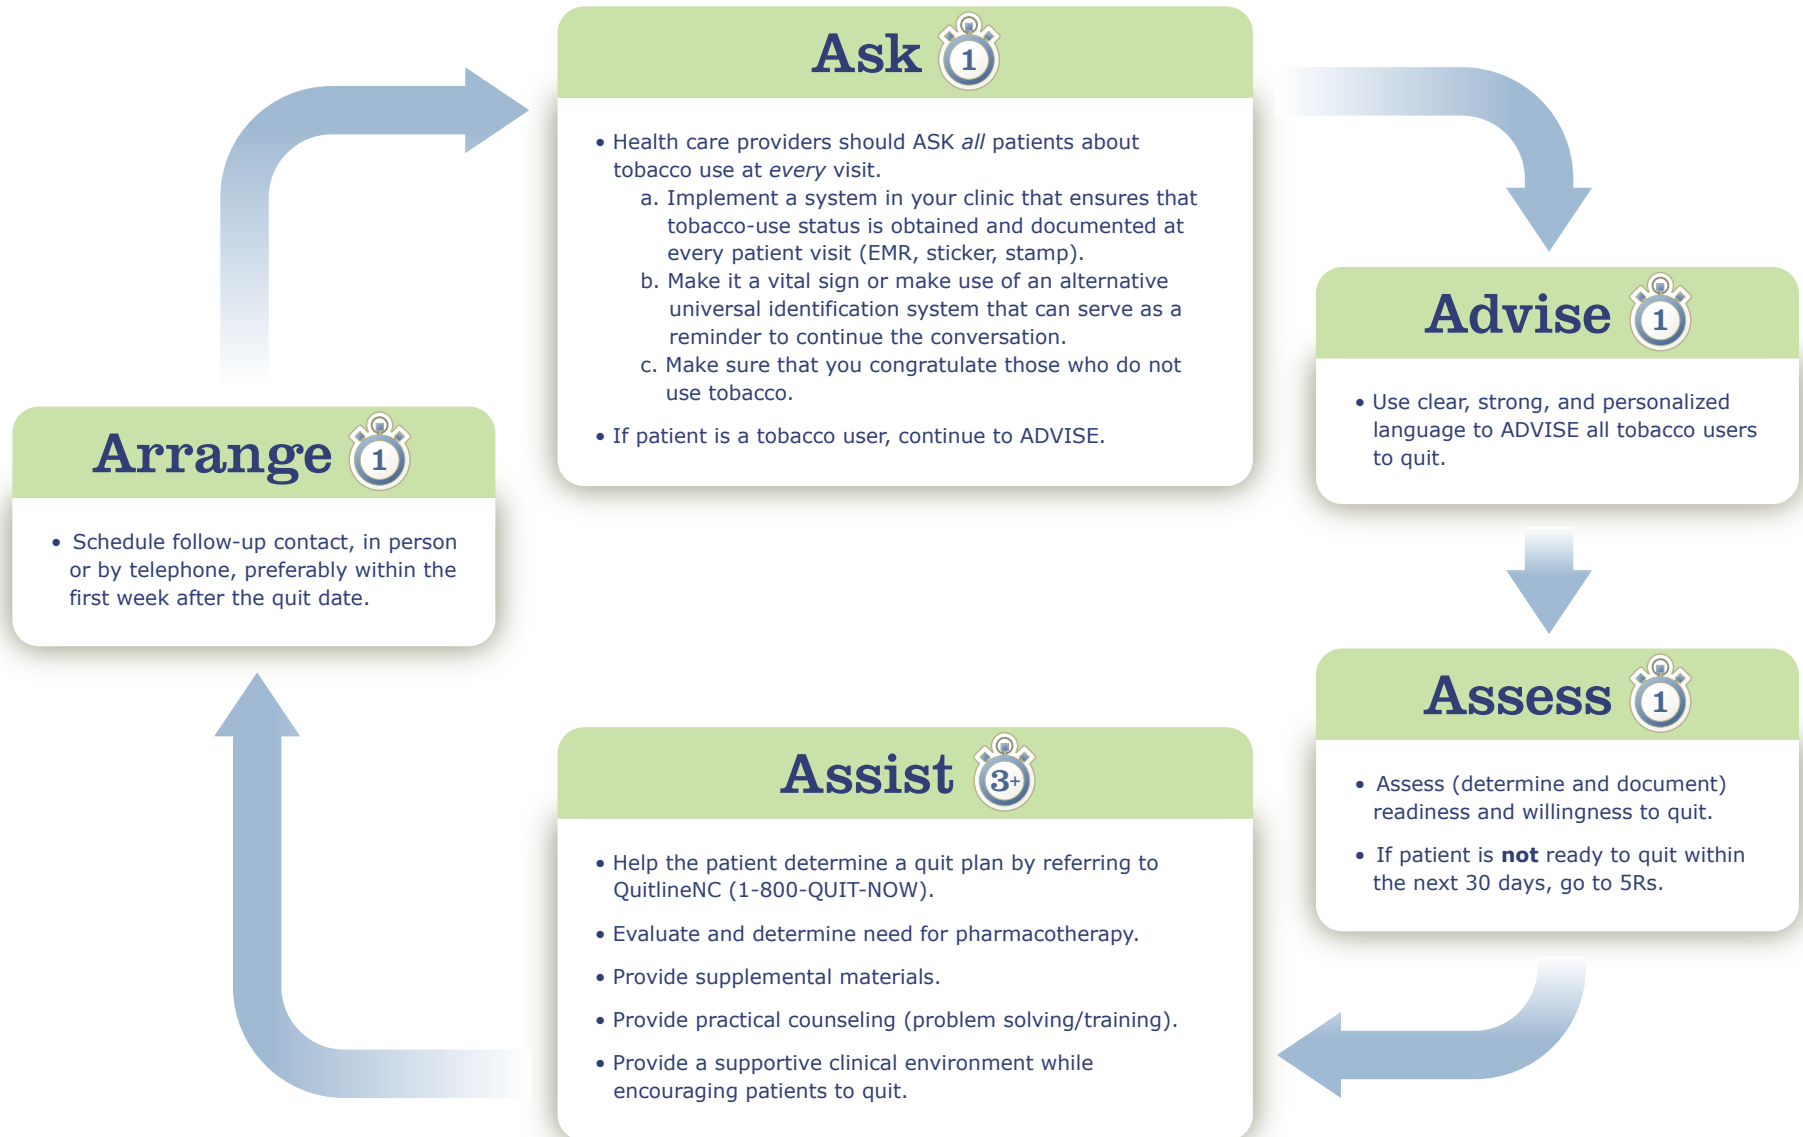 Ask 1
• Health care providers should ASK all patients about
tobacco use at every visit.
a. Implement a system in your clinic that ensures that
tobacco-use status is obtained and documented at
every patient visit (EMR, sticker, stamp).
b. Make it a vital sign or make use of an alternative
universal identification system that can serve as a
reminder to continue the conversation.
c. Make sure that you congratulate those who do not
use tobacco.
• If patient is a tobacco user, continue to ADVISE.
Advise 1
• Use clear, strong, and personalized
language to ADVISE all tobacco users
to quit.
Assess 1
• Assess (determine and document)
readiness and willingness to quit.
• If patient is not ready to quit within
the next 30 days, go to 5Rs.
Assist 3+
• Help the patient determine a quit plan by referring to
QuitlineNC (1-800-QUIT-NOW).
• Evaluate and determine need for pharmacotherapy.
• Provide supplemental materials.
• Provide practical counseling (problem solving/training).
• Provide a supportive clinical environment while
encouraging patients to quit.
Arrange 1
• Schedule follow-up contact, in person
or by telephone, preferably within the
first week after the quit date.